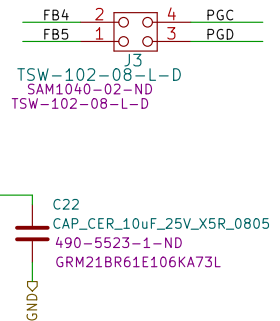 FB4 2 4 PGC
FB5 1 3 PGD
J3
TSW-102-08-L-D
SAM1040-02-ND
TSW-102-08-L-D
C22
CAP_CER_10uF_25V_X5R_0805
490-5523-1-ND
GRM21BR61E106KA73L
GND